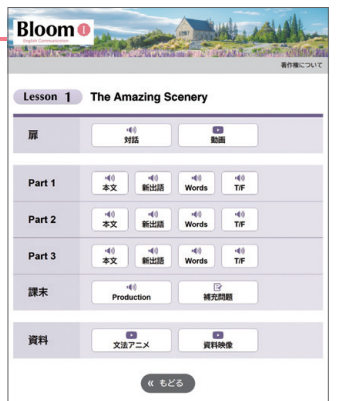 Bloom I
English Communication
著作権について
Lesson 1 The Amazing Scenery
扉 対話 動画
Part 1 本文 新出語 Words T/F
Part 2 本文 新出語 Words T/F
Part 3 本文 新出語 Words T/F
課末 Production 補充問題
資料 文法アニメ 資料映像
« もどる